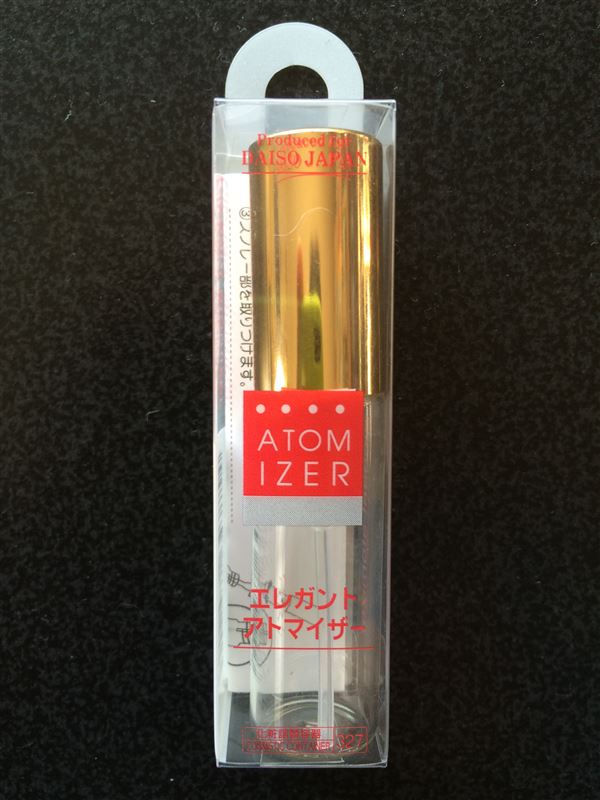 Produced for
DAISO JAPAN
③スプレー部を取りつけます。
ATOM
IZER
エレガント
アトマイザー
化粧品詰替容器
COSMETIC CONTAINER
327